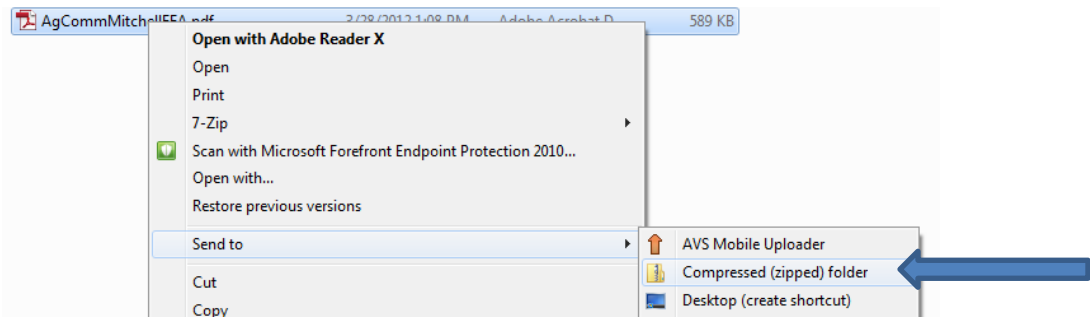 AgCommMitchellFFA.pdf 3/28/2012 1:08 PM Adobe Acrobat D... 589 KB
Open with Adobe Reader X
Open
Print
7-Zip
Scan with Microsoft Forefront Endpoint Protection 2010...
Open with...
Restore previous versions
Send to
AVS Mobile Uploader
Compressed (zipped) folder
Cut
Desktop (create shortcut)
Copy